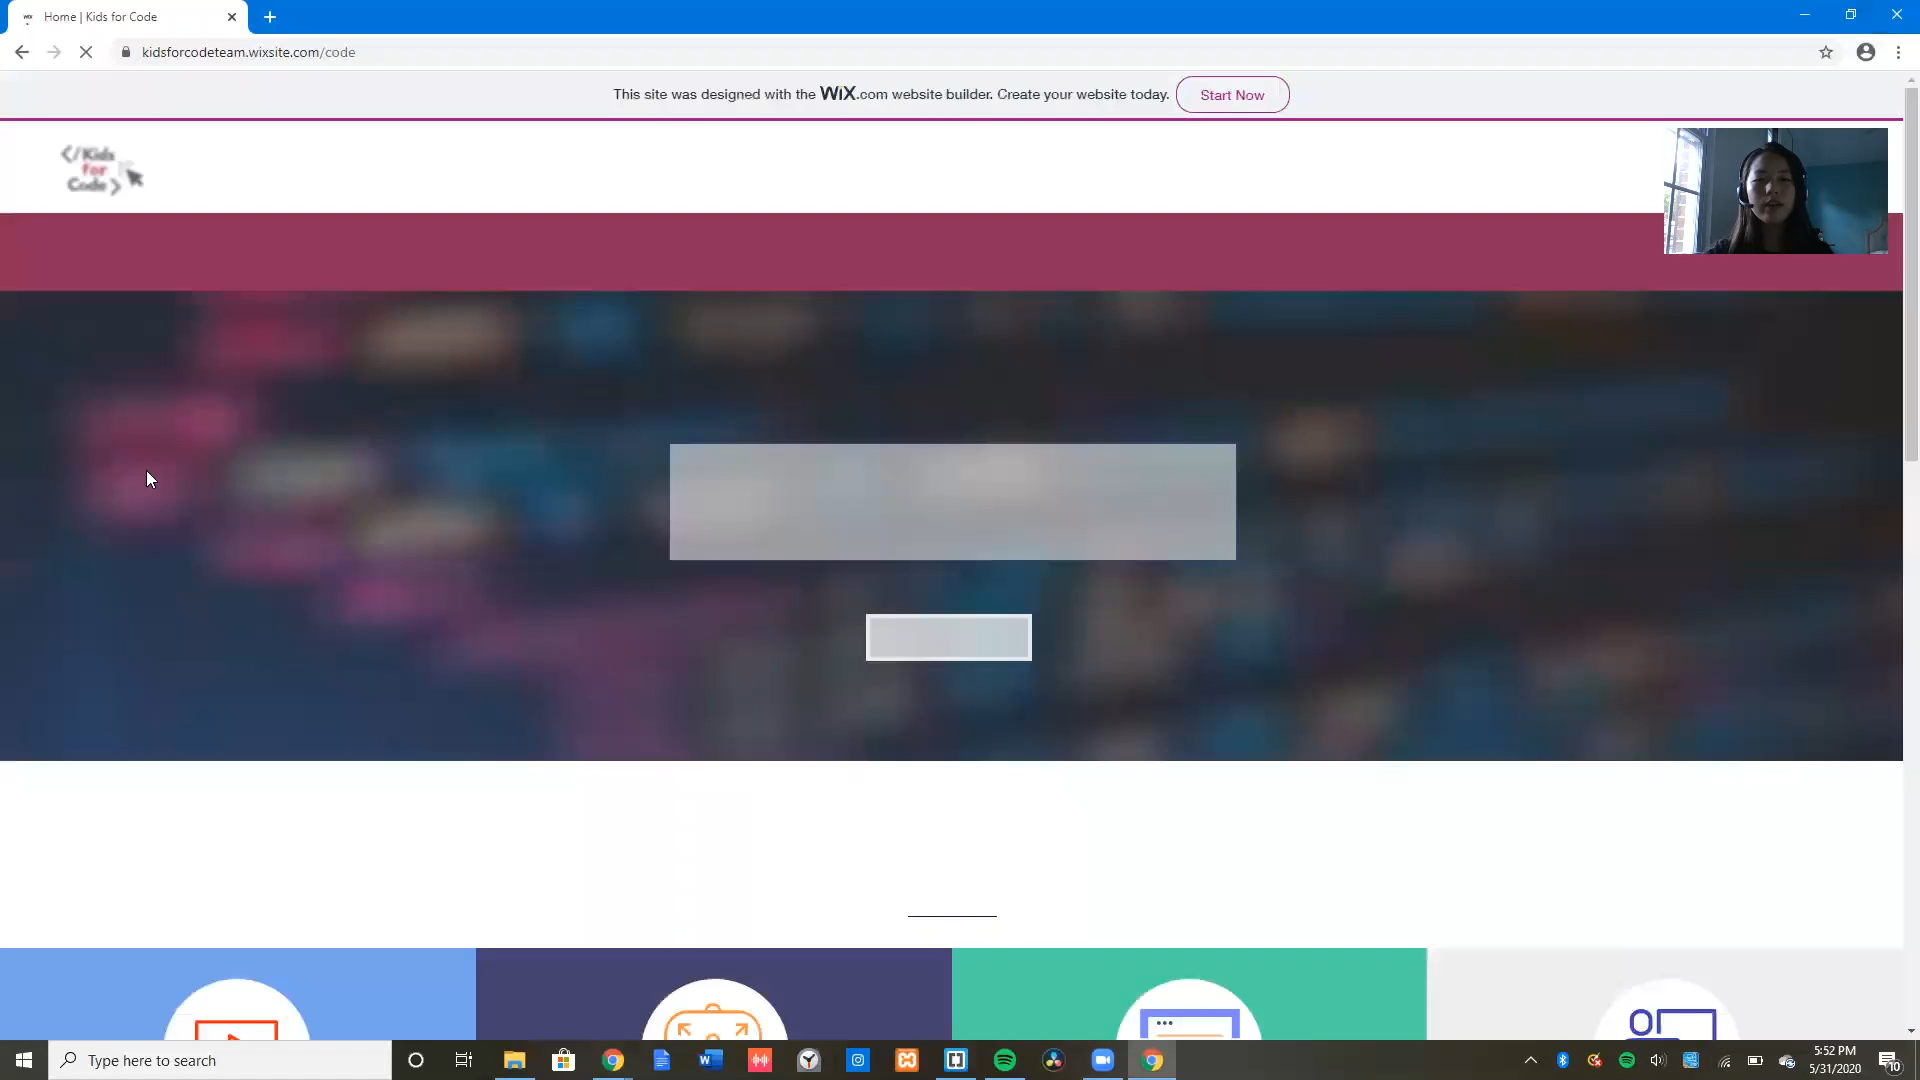 Home | Kids for Code
kidsforcodeteam.wixsite.com/code
This site was designed with the WiX.com website builder. Create your website today.
Start Now
</Kids
for
Code>
Type here to search
5:52 PM
5/31/2020
10